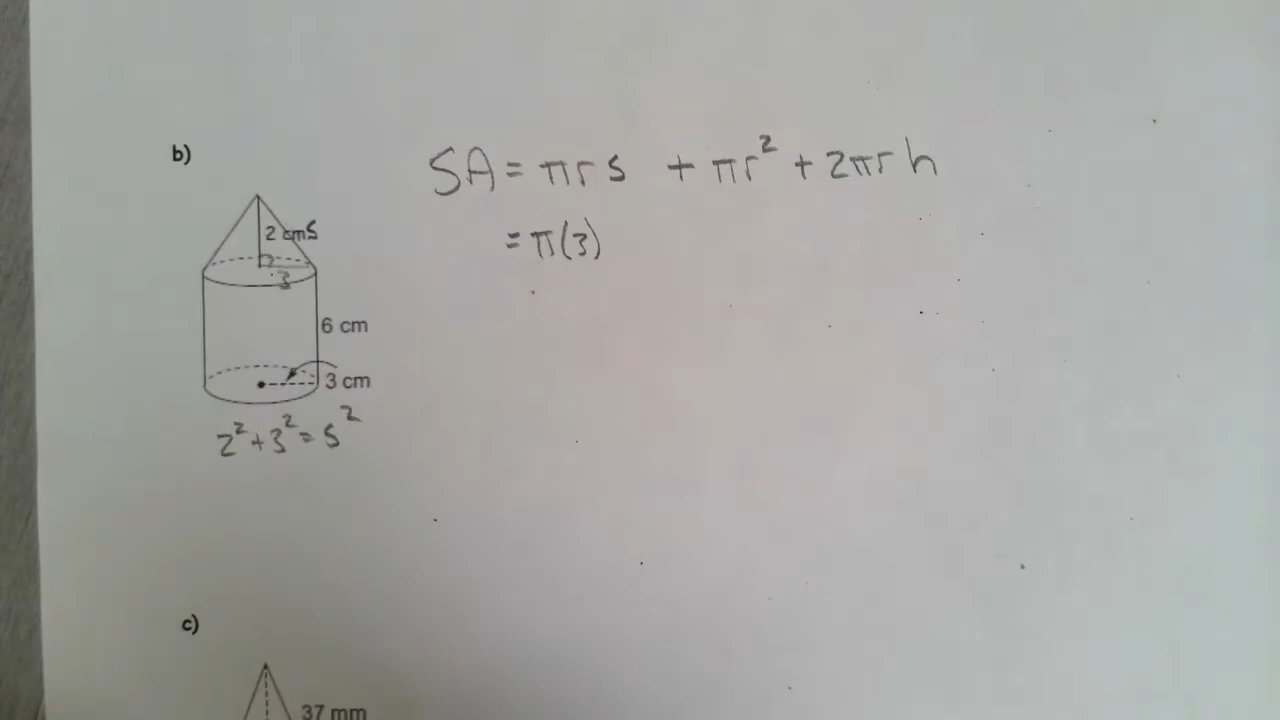 b)
SA = πrs + πr² + 2πrh
= π(3)
2 cm s
3
6 cm
3 cm
2² + 3² = s²
c)
37 mm